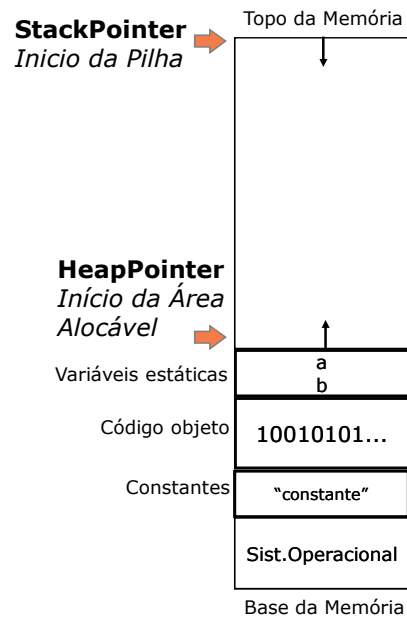 Topo da Memória
StackPointer
Inicio da Pilha
HeapPointer
Início da Área
Alocável
Variáveis estáticas
a
b
Código objeto
10010101...
Constantes
“constante”
Sist.Operacional
Base da Memória